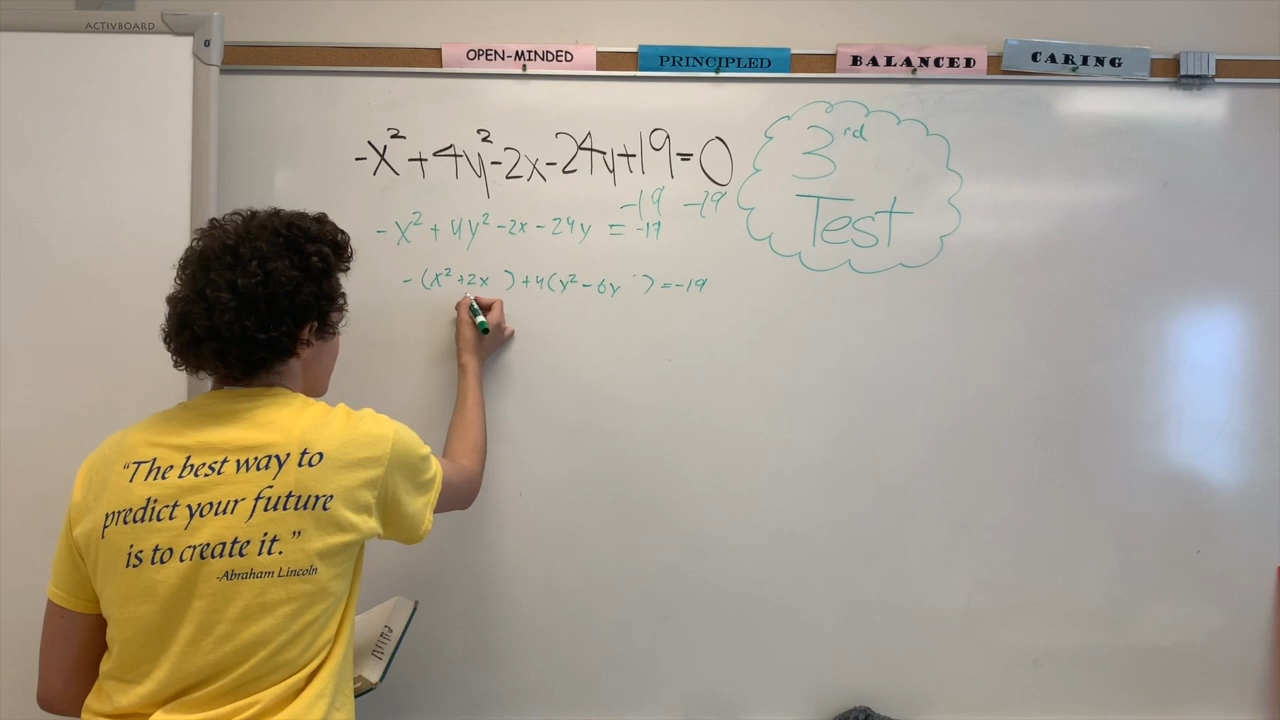 ACTIVBOARD
OPEN-MINDED
PRINCIPLED
BALANCED
CARING
-x²+4y²-2x-24y+19=0
-19 -19
-x²+4y²-2x-24y=-19
-(x²+2x )+4(y²-6y )=-19
3rd
Test
"The best way to
predict your future
is to create it."
-Abraham Lincoln